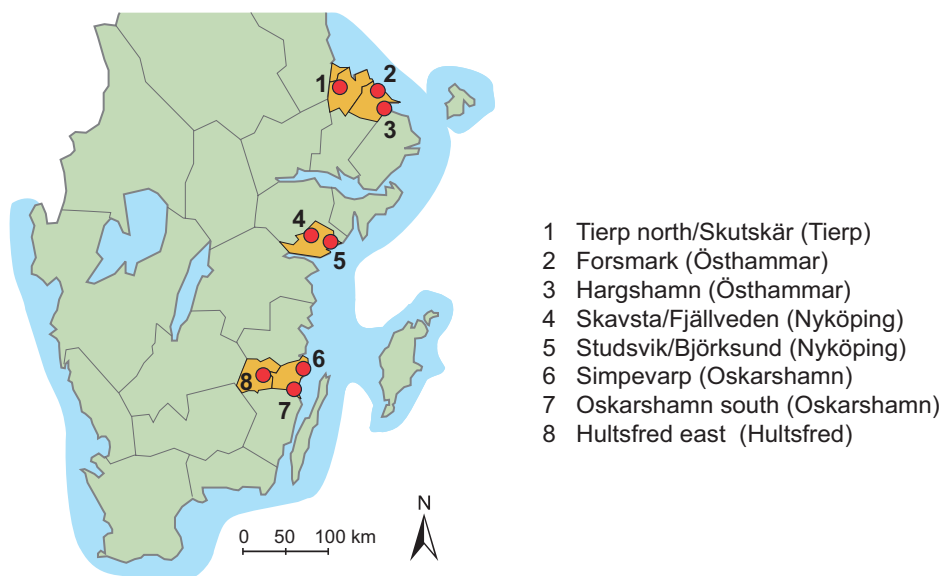 1
2
3
4
5
6
8
7
N
0 50 100 km
1 Tierp north/Skutskär (Tierp)
2 Forsmark (Östhammar)
3 Hargshamn (Östhammar)
4 Skavsta/Fjällveden (Nyköping)
5 Studsvik/Björksund (Nyköping)
6 Simpevarp (Oskarshamn)
7 Oskarshamn south (Oskarshamn)
8 Hultsfred east (Hultsfred)